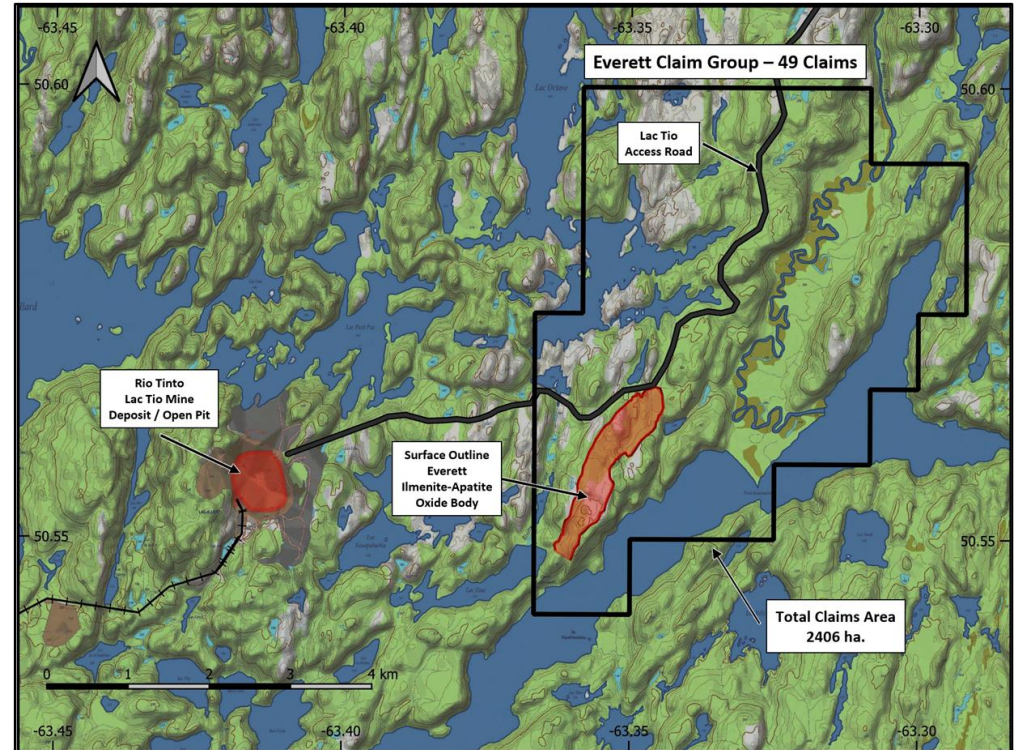 -63.45
-63.40
-63.35
-63.30
50.60
Everett Claim Group – 49 Claims
50.60
Lac Octave
Lac Tio
Access Road
Lac Petit Pas
Rio Tinto
Lac Tio Mine
Deposit / Open Pit
Surface Outline
Everett
Ilmenite-Apatite
Oxide Body
50.55
50.55
Total Claims Area
2406 ha.
0
1
2
3
4 km
-63.45
-63.40
-63.35
-63.30